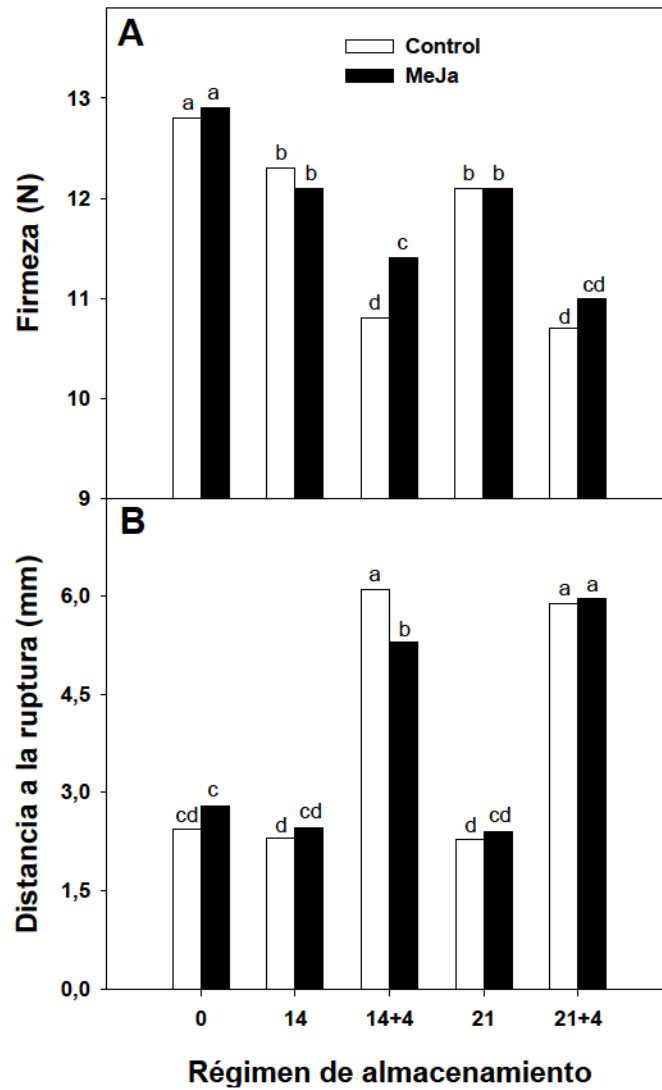 A
Control
MeJa
Firmeza (N)
13
12
11
10
9
a a
b b
d c
b b
d cd
B
Distancia a la ruptura (mm)
6,0
4,5
3,0
1,5
0,0
cd c
d cd
a b
d cd
a a
0 14 14+4 21 21+4
Régimen de almacenamiento